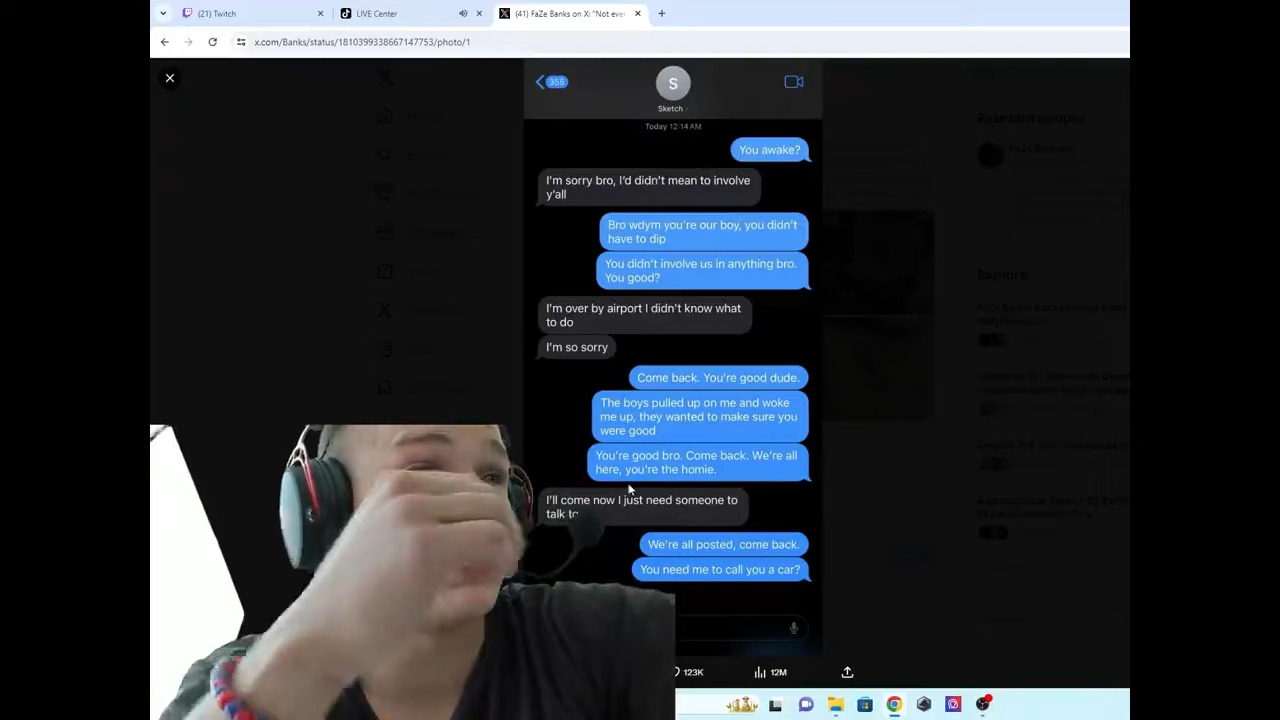 (21) Twitch
LIVE Center
(41) FaZe Banks on X: "Not eve
x.com/Banks/status/1810399338667147753/photo/1
355
S
Sketch
Today 12:14 AM
You awake?
I'm sorry bro, I'd didn't mean to involve
y'all
Bro wdym you're our boy, you didn't
have to dip
You didn't involve us in anything bro.
You good?
I'm over by airport I didn't know what
to do
I'm so sorry
Come back. You're good dude.
The boys pulled up on me and woke
me up, they wanted to make sure you
were good
You're good bro. Come back. We're all
here, you're the homie.
I'll come now I just need someone to
talk to
We're all posted, come back.
You need me to call you a car?
123K
12M
Relevant people
Explore